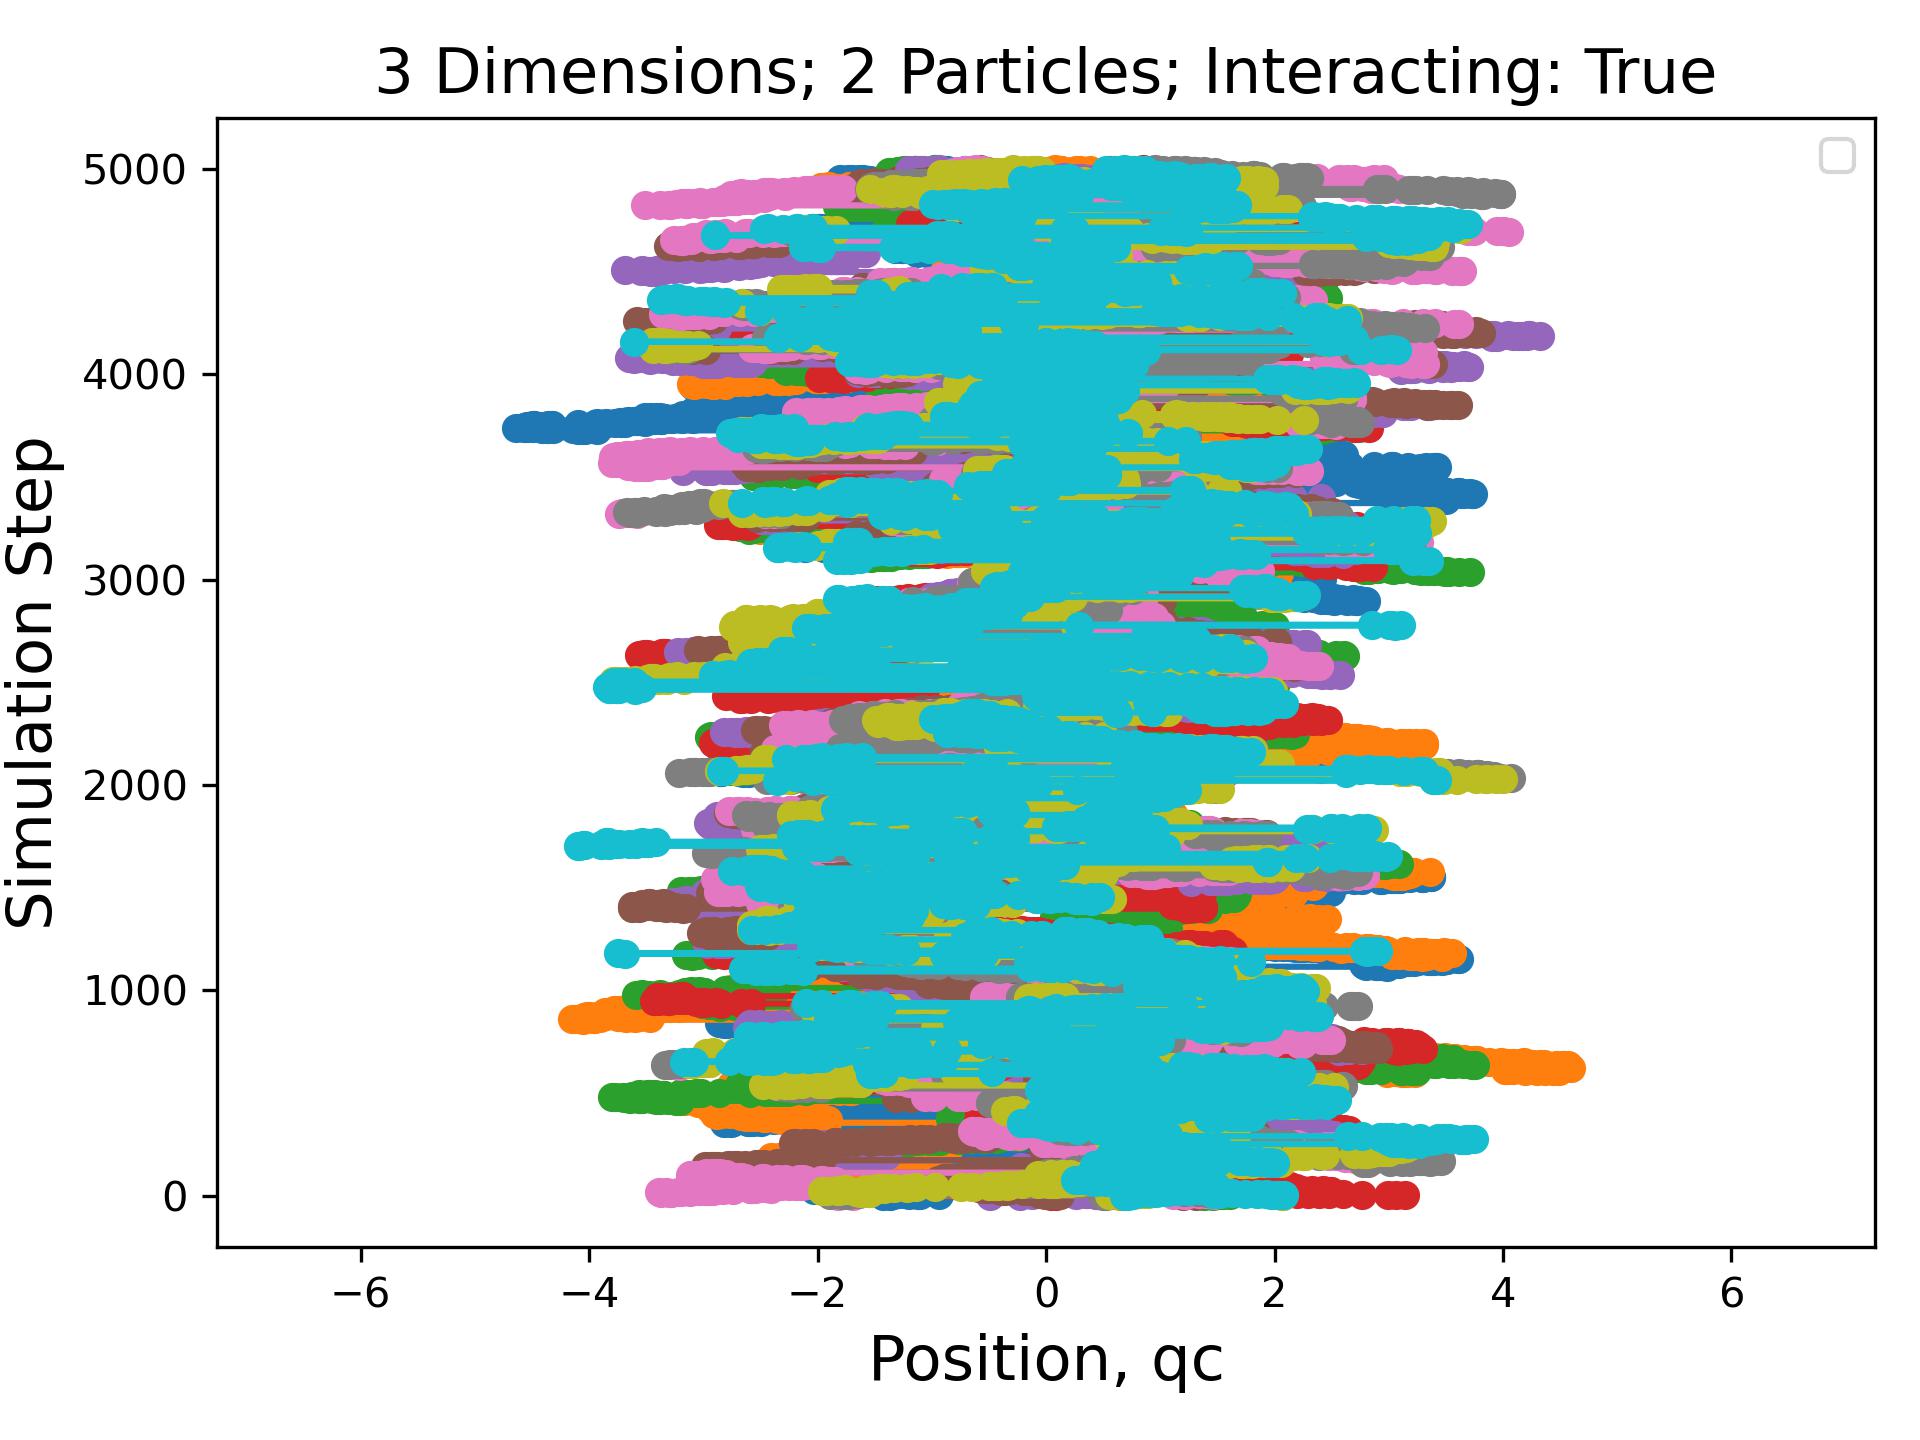 3 Dimensions; 2 Particles; Interacting: True
5000
4000
3000
2000
1000
0
Simulation Step
−6 −4 −2 0 2 4 6
Position, qc